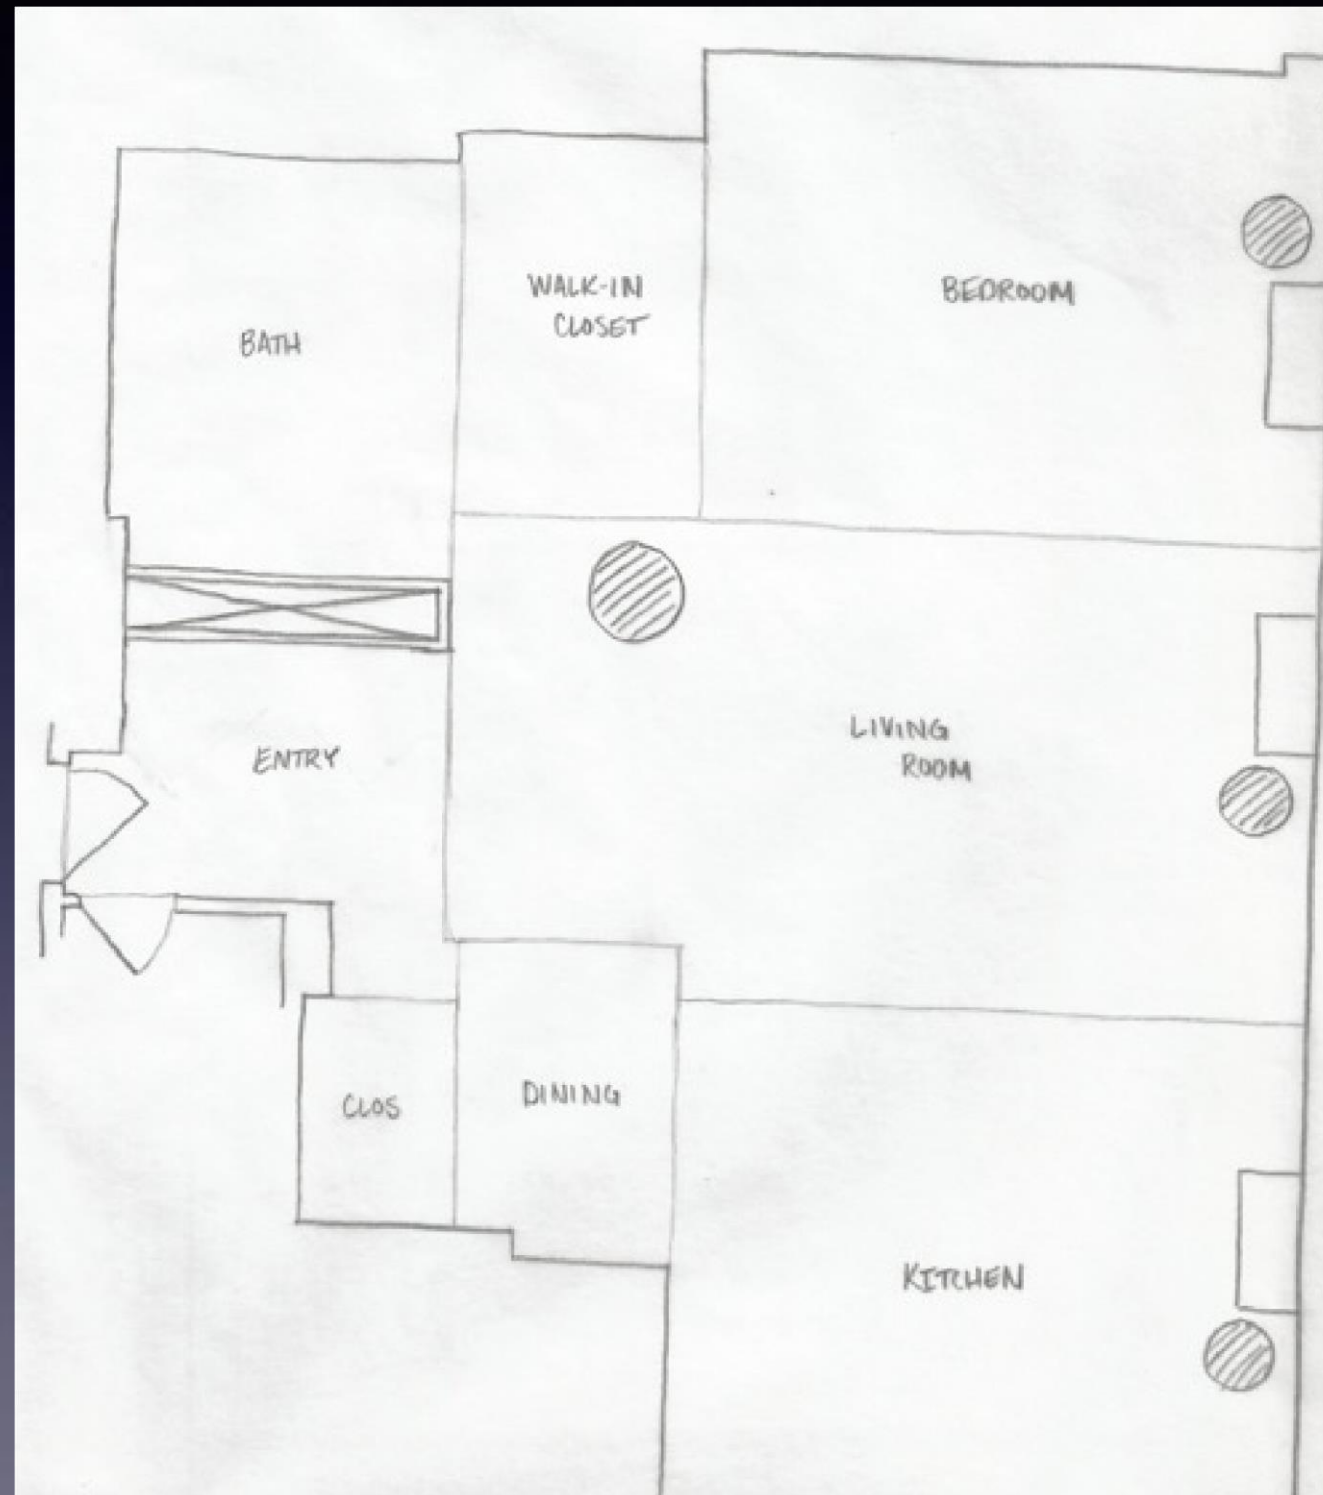 WALK-IN
CLOSET
BEDROOM
BATH
LIVING
ROOM
ENTRY
CLOS
DINING
KITCHEN